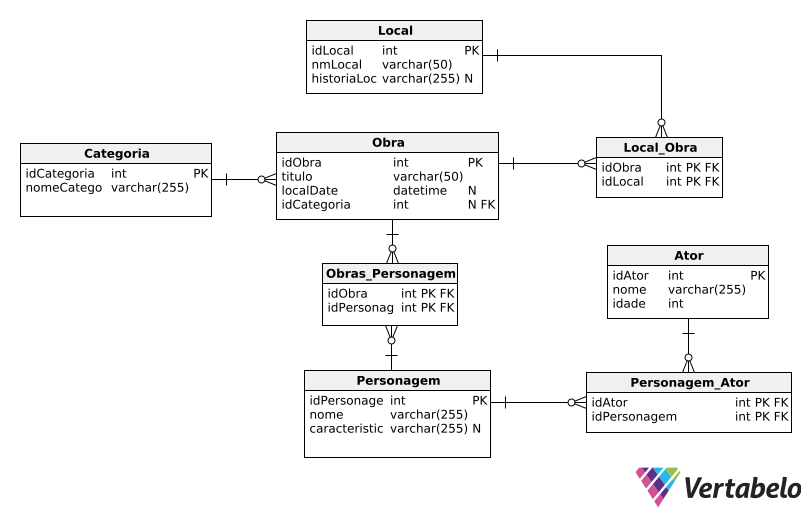 Local
idLocal int PK
nmLocal varchar(50)
historiaLoc varchar(255) N
Categoria
idCategoria int PK
nomeCatego varchar(255)
Obra
idObra int PK
titulo varchar(50)
localDate datetime N
idCategoria int N FK
Local_Obra
idObra int PK FK
idLocal int PK FK
Obras_Personagem
idObra int PK FK
idPersonag int PK FK
Ator
idAtor int PK
nome varchar(255)
idade int
Personagem
idPersonage int PK
nome varchar(255)
caracteristic varchar(255) N
Personagem_Ator
idAtor int PK FK
idPersonagem int PK FK
Vertabelo